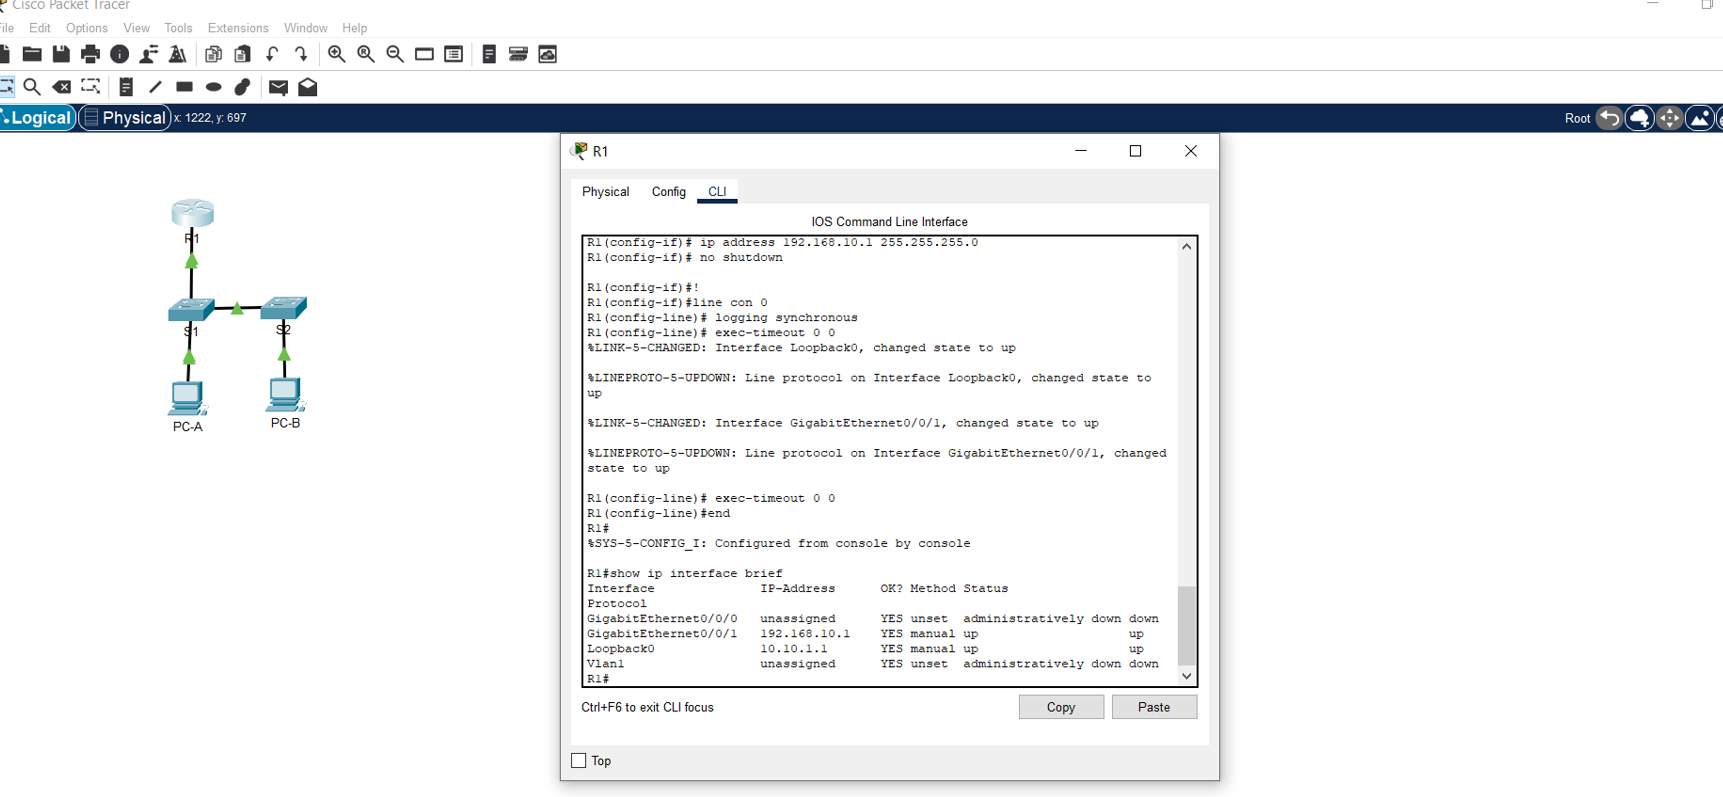 Cisco Packet Tracer
File Edit Options View Tools Extensions Window Help
Logical Physical x: 1222, y: 697 Root
R1
S1 S2
PC-A PC-B
R1
Physical Config CLI
IOS Command Line Interface
R1(config-if)# ip address 192.168.10.1 255.255.255.0
R1(config-if)# no shutdown
R1(config-if)#!
R1(config-if)#line con 0
R1(config-line)# logging synchronous
R1(config-line)# exec-timeout 0 0
%LINK-5-CHANGED: Interface Loopback0, changed state to up
%LINEPROTO-5-UPDOWN: Line protocol on Interface Loopback0, changed state to
up
%LINK-5-CHANGED: Interface GigabitEthernet0/0/1, changed state to up
%LINEPROTO-5-UPDOWN: Line protocol on Interface GigabitEthernet0/0/1, changed
state to up
R1(config-line)# exec-timeout 0 0
R1(config-line)#end
R1#
%SYS-5-CONFIG_I: Configured from console by console
R1#show ip interface brief
Interface IP-Address OK? Method Status
Protocol
GigabitEthernet0/0/0 unassigned YES unset administratively down down
GigabitEthernet0/0/1 192.168.10.1 YES manual up up
Loopback0 10.10.1.1 YES manual up up
Vlan1 unassigned YES unset administratively down down
R1#
Ctrl+F6 to exit CLI focus Copy Paste
Top